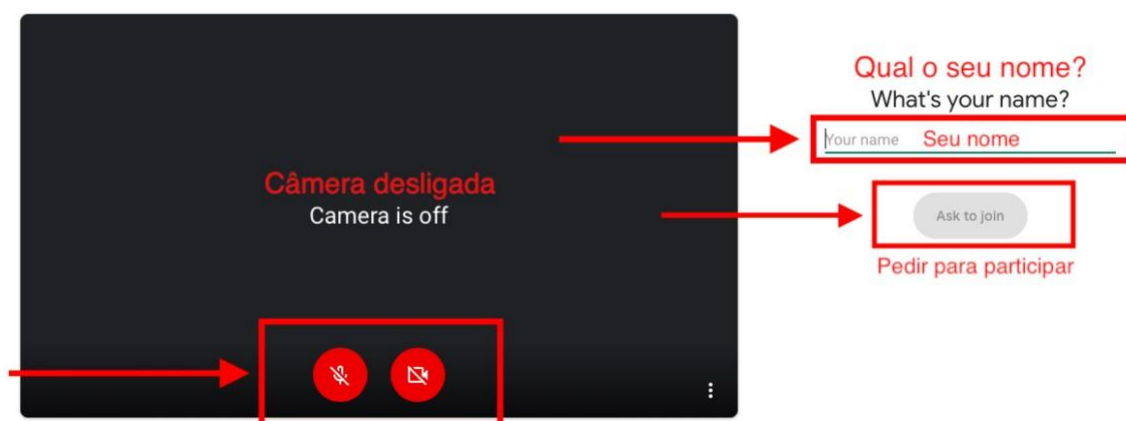 Câmera desligada
Camera is off
Qual o seu nome?
What's your name?
Your name Seu nome
Ask to join
Pedir para participar